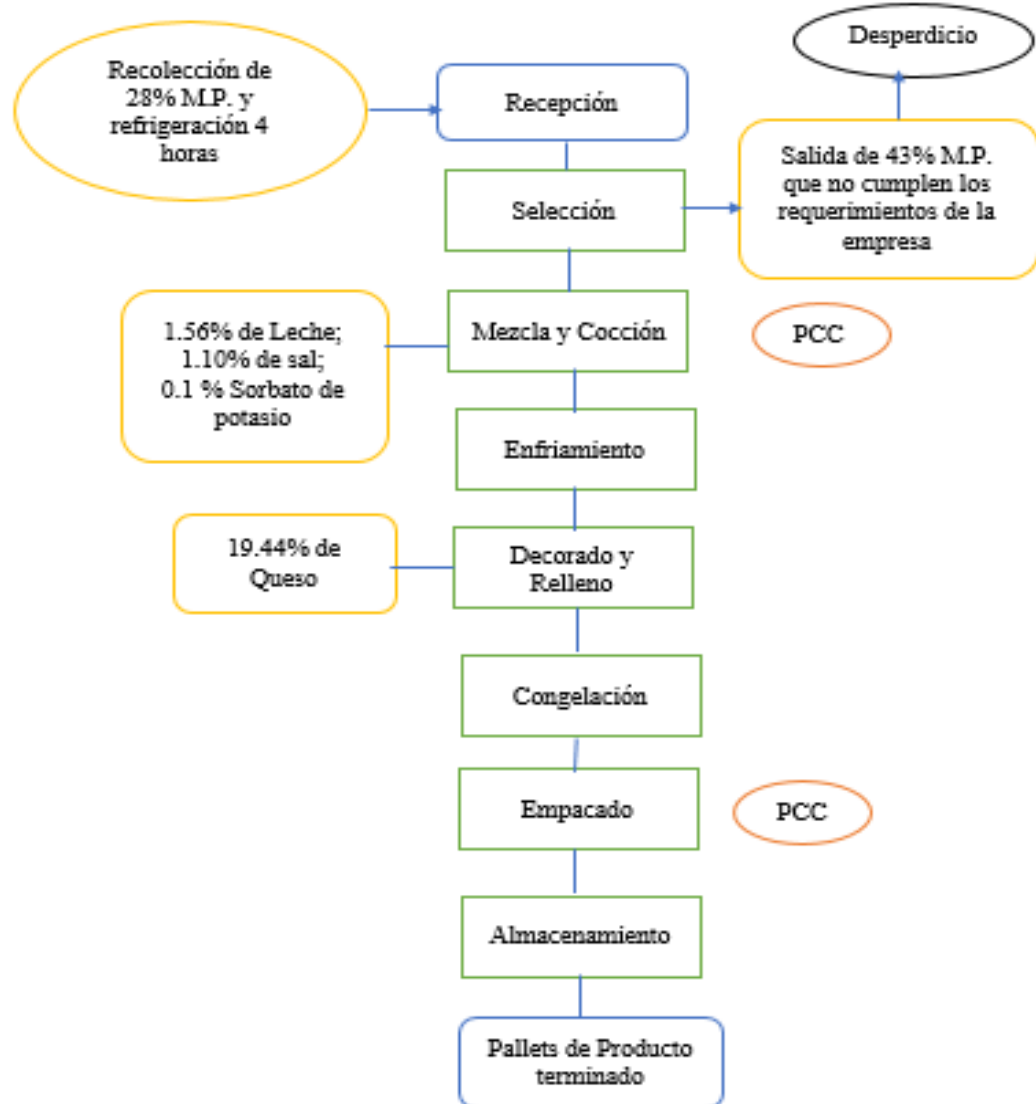 Desperdicio
Recolección de
28% M.P. y
refrigeración 4
horas
Recepción
Salida de 43% M.P.
que no cumplen los
requerimientos de la
empresa
Selección
1.56% de Leche;
1.10% de sal;
0.1 % Sorbato de
potasio
Mezcla y Cocción
PCC
Enfriamiento
19.44% de
Queso
Decorado y
Relleno
Congelación
Empacado
PCC
Almacenamiento
Pallets de Producto
terminado